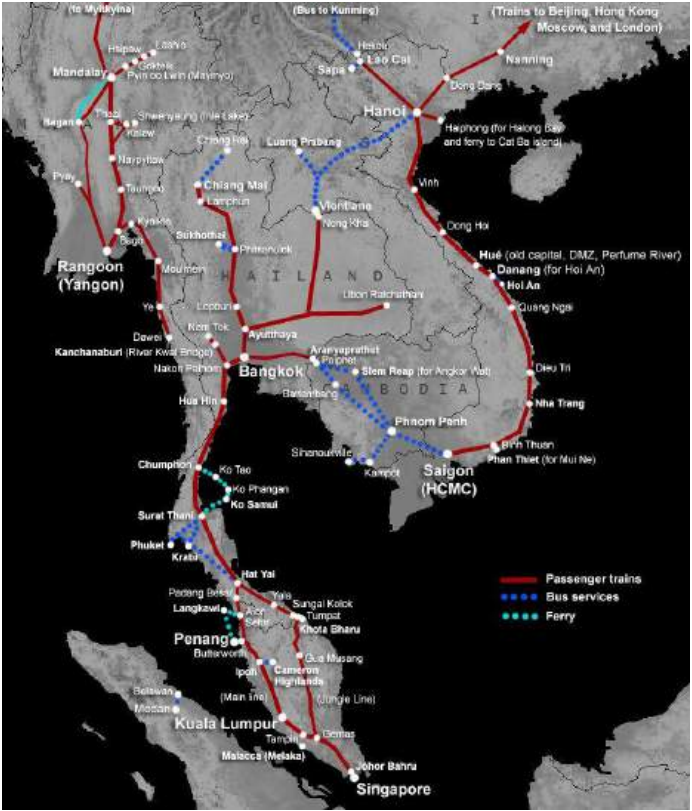 (to Myitkyina)
(Bus to Kunming)
(Trains to Beijing, Hong Kong
Moscow, and London)
C
I
Lashio
Hsipaw
Gokteik
Mandalay
Pyin oo Lwin (Maymyo)
Hekou
Lao Cai
Sapa
Nanning
Dong Dang
Hanoi
Bagan
Thazi
Shwenyaung (Inle Lake)
Kalaw
Haiphong (for Halong Bay
and ferry to Cat Ba island)
Chiang Rai
Luang Prabang
Naypyitaw
Pyay
Chiang Mai
Lamphun
Taungoo
Vinh
Vientiane
Nong Khai
Kyaikto
Bago
Sukhothai
Phitsanulok
Dong Hoi
Rangoon
(Yangon)
Moulmein
Hué (old capital, DMZ, Perfume River)
Danang (for Hoi An)
Hoi An
HAILAND
Ye
Lopburi
Ubon Ratchathani
Quang Ngai
Dawei
Nam Tok
Ayutthaya
Kanchanaburi (River Kwai Bridge)
Nakon Pathom
Bangkok
Aranyaprathet
Poipet
Siem Reap (for Angkor Wat)
Dieu Tri
AMBODIA
Battambang
Hua Hin
Nha Trang
Phnom Penh
Binh Thuan
Phan Thiet (for Mui Ne)
Sihanoukville
Kampot
Saigon
(HCMC)
Chumphon
Ko Tao
Ko Phangan
Ko Samui
Surat Thani
Phuket
Krabi
Hat Yai
Passenger trains
Bus services
Ferry
Padang Besar
Yala
Sungai Kolok
Tumpat
Khota Bharu
Langkawi
Alor
Setar
Penang
Butterworth
Gua Musang
Ipoh
Cameron
Highlands
(Main line)
(Jungle Line)
Belawan
Medan
Kuala Lumpur
Tampin
Gemas
Malacca (Melaka)
Johor Bahru
Singapore